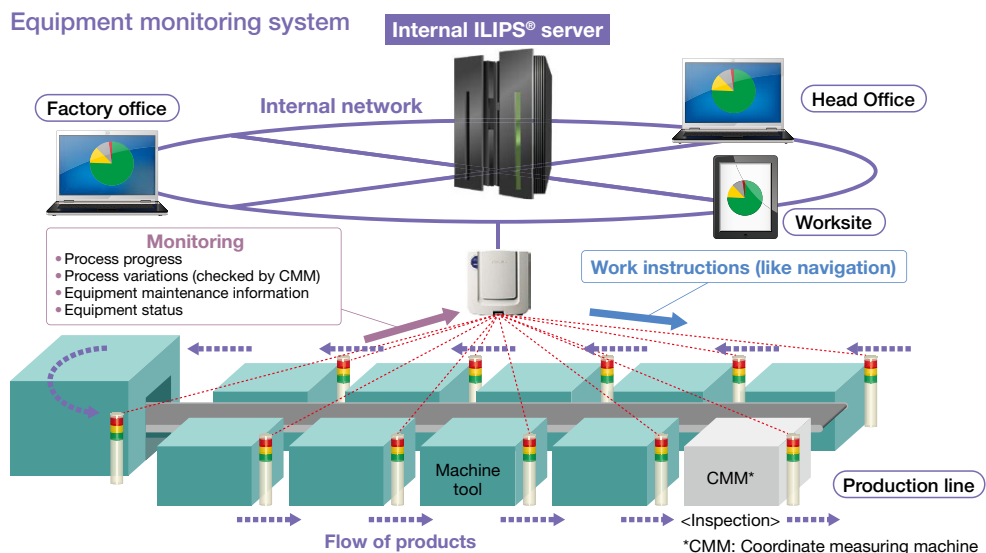 Equipment monitoring system
Internal ILIPS® server
Factory office
Internal network
Head Office
Worksite
Monitoring
• Process progress
• Process variations (checked by CMM)
• Equipment maintenance information
• Equipment status
Work instructions (like navigation)
Machine
tool
CMM*
Production line
<Inspection>
Flow of products
*CMM: Coordinate measuring machine